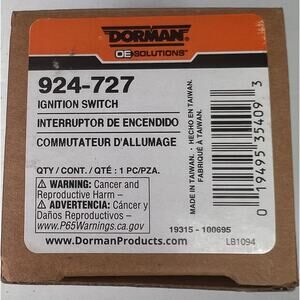 DORMAN
OE SOLUTIONS™
924-727
IGNITION SWITCH
INTERRUPTOR DE ENCENDIDO
COMMUTATEUR D'ALLUMAGE
QTY / CONT. / QTÉ : 1 PC/PZA.
⚠ WARNING: Cancer and
Reproductive Harm –
⚠ ADVERTENCIA: Cáncer y
Daños Reproductivos –
www.P65Warnings.ca.gov
www.DormanProducts.com
MADE IN TAIWAN. · HECHO EN TAIWAN.
FABRIQUÉ À TAIWAN.
0 19495 35409 3
19315 - 100695
LB1094